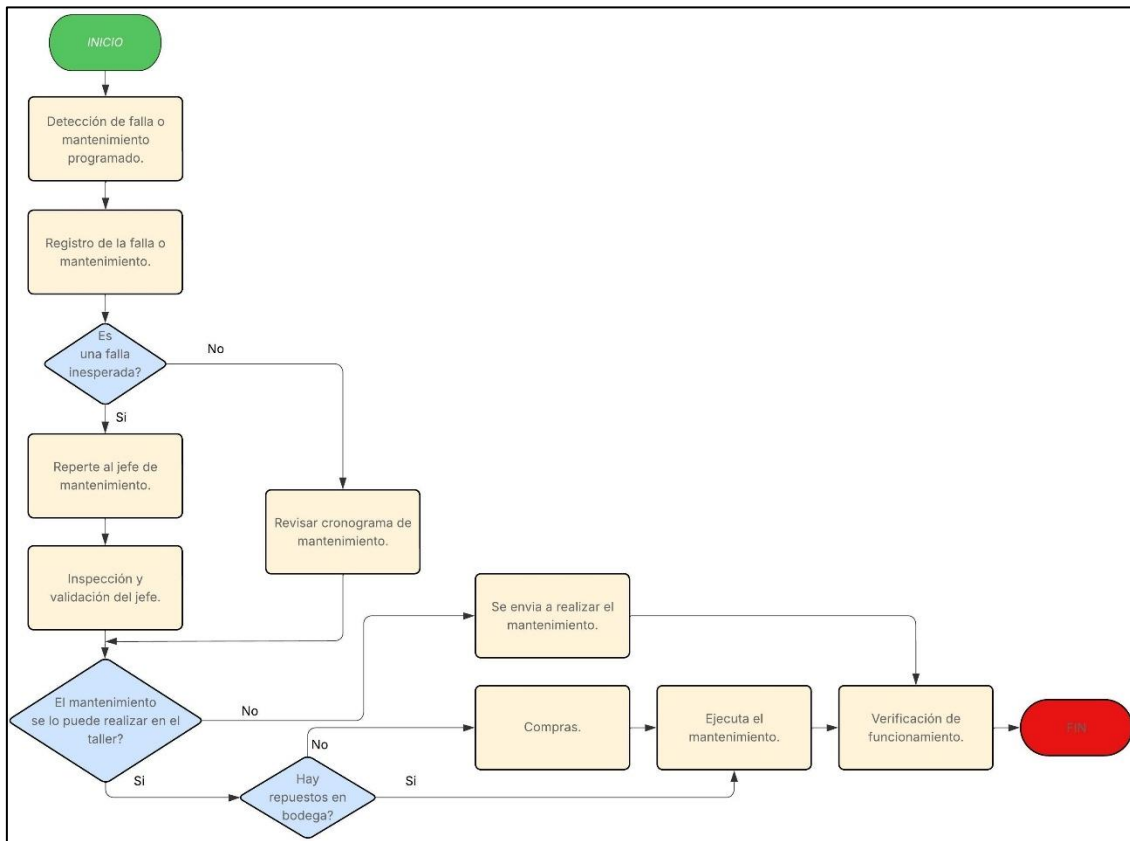 INICIO
Detección de falla o
mantenimiento
programado.
Registro de la falla o
mantenimiento.
Es
una falla
inesperada?
No
Si
Reperte al jefe de
mantenimiento.
Revisar cronograma de
mantenimiento.
Inspección y
validación del jefe.
Se envia a realizar el
mantenimiento.
El mantenimiento
se lo puede realizar en el
taller?
No
Si
Hay
repuestos en
bodega?
No
Si
Compras.
Ejecuta el
mantenimiento.
Verificación de
funcionamiento.
FIN